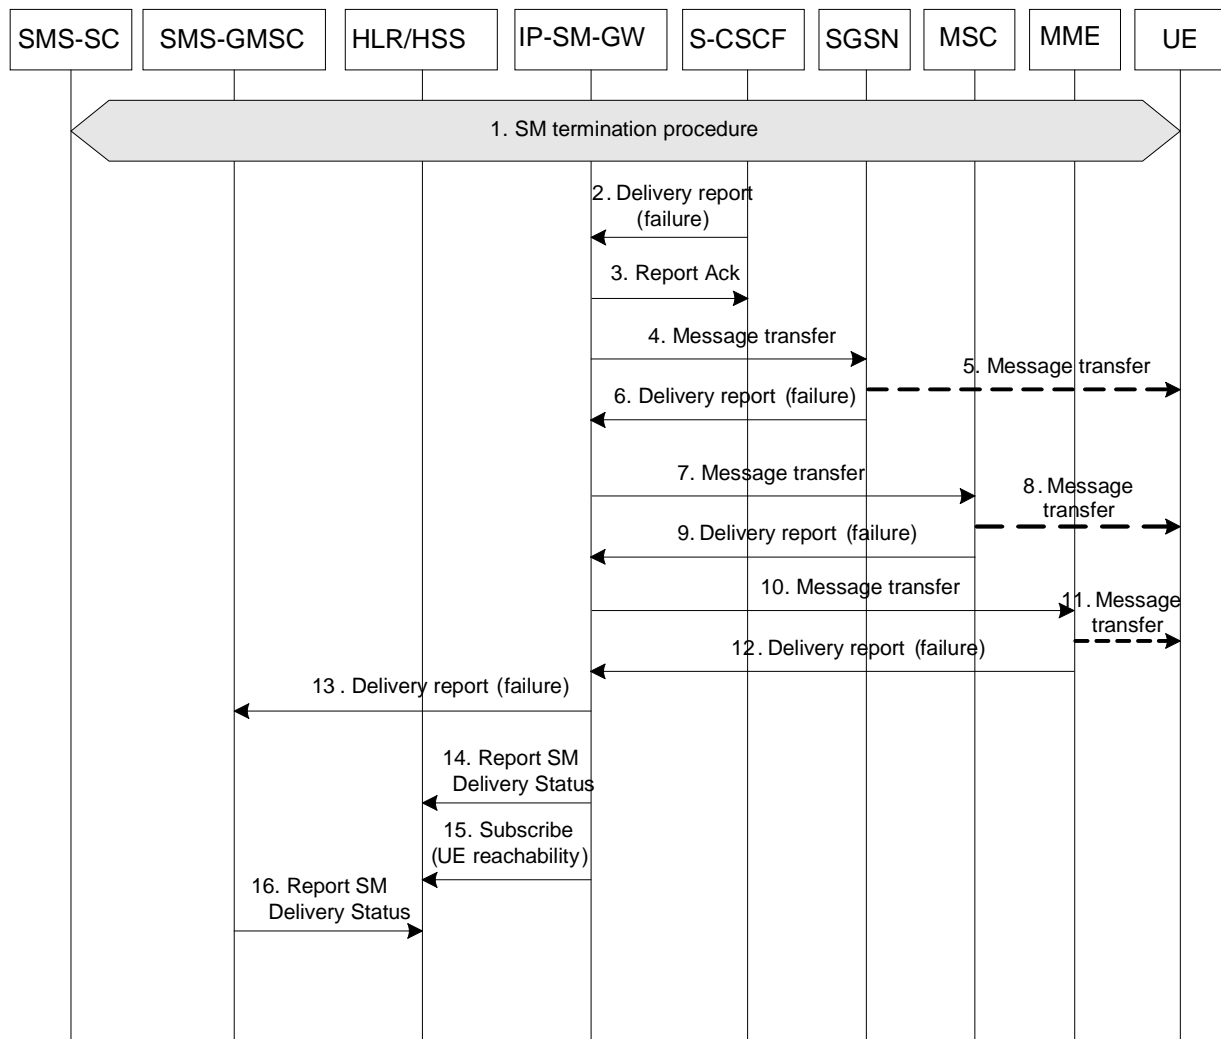 SMS-SC
SMS-GMSC
HLR/HSS
IP-SM-GW
S-CSCF
SGSN
MSC
MME
UE
1. SM termination procedure
2. Delivery report
(failure)
3. Report Ack
4. Message transfer
5. Message transfer
6. Delivery report (failure)
7. Message transfer
8. Message
transfer
9. Delivery report (failure)
10. Message transfer
11. Message
transfer
12. Delivery report (failure)
13. Delivery report (failure)
14. Report SM
Delivery Status
15. Subscribe
(UE reachability)
16. Report SM
Delivery Status